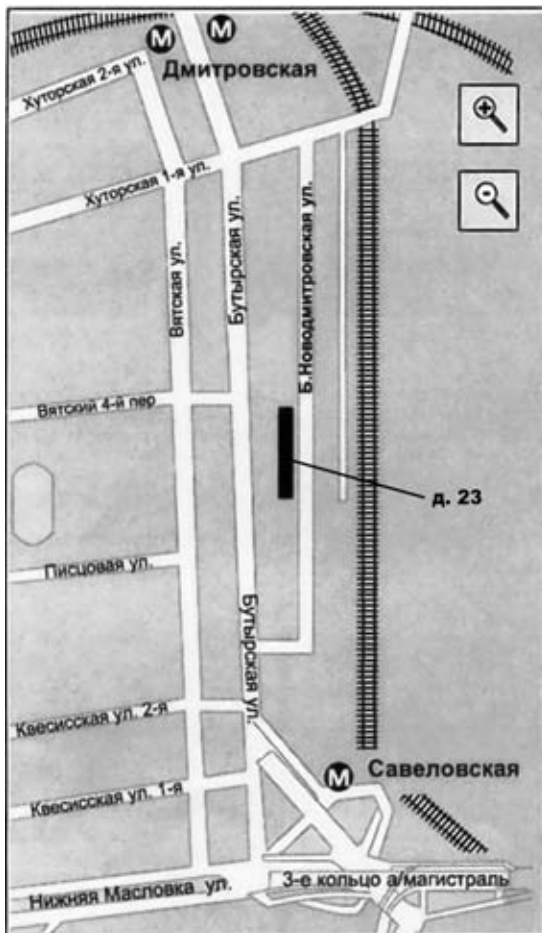 М М
Дмитровская
Хуторская 2-я ул.
Хуторская 1-я ул.
Вятская ул.
Бутырская ул.
Б.Новодмитровская ул.
Вятский 4-й пер
д. 23
Писцовая ул.
Бутырская ул.
Квесисская ул. 2-я
М Савеловская
Квесисская ул. 1-я
3-е кольцо а/магистраль
Нижняя Масловка ул.